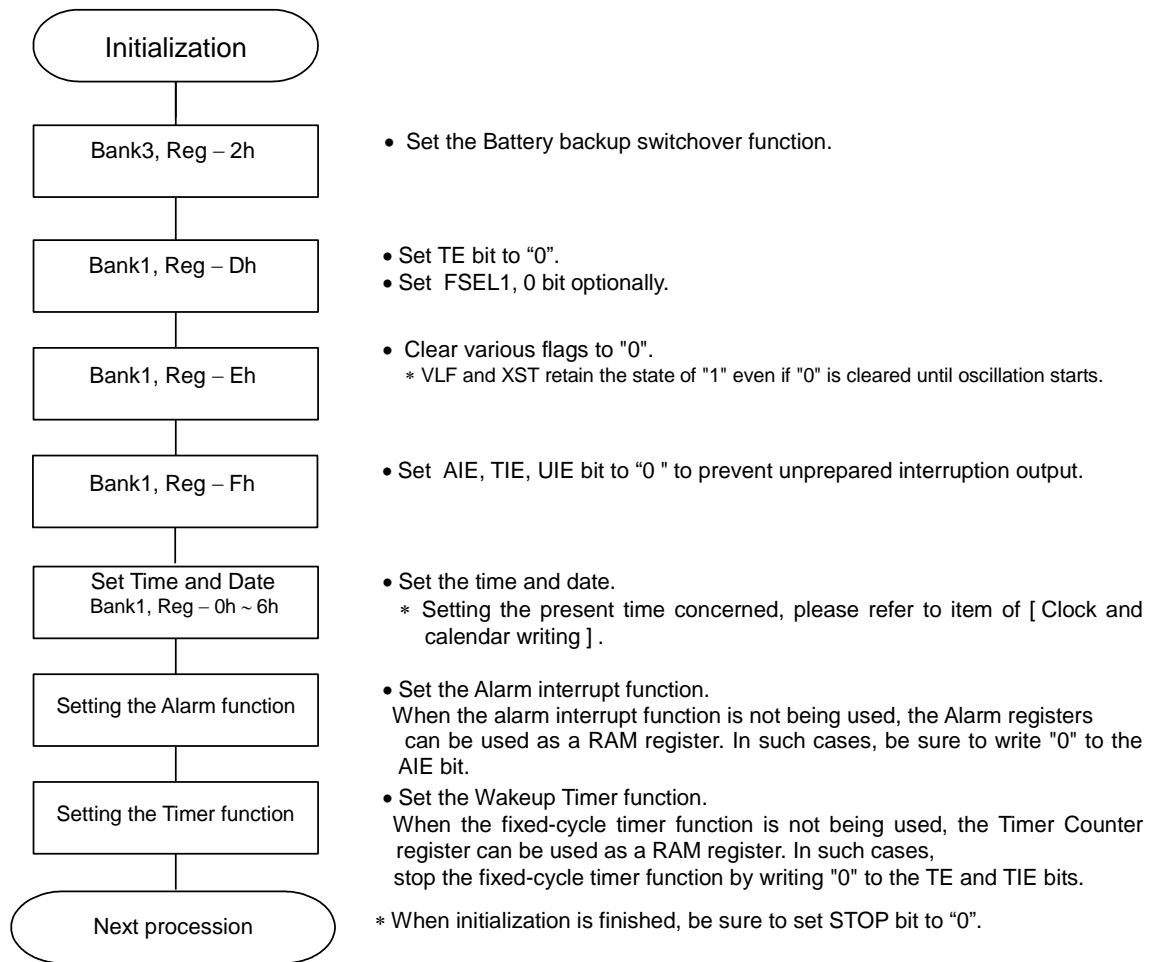 Initialization
Bank3, Reg – 2h
• Set the Battery backup switchover function.
Bank1, Reg – Dh
• Set TE bit to “0”.
• Set FSEL1, 0 bit optionally.
Bank1, Reg – Eh
• Clear various flags to "0".
∗ VLF and XST retain the state of "1" even if "0" is cleared until oscillation starts.
Bank1, Reg – Fh
• Set AIE, TIE, UIE bit to “0 " to prevent unprepared interruption output.
Set Time and Date
Bank1, Reg – 0h ~ 6h
• Set the time and date.
∗ Setting the present time concerned, please refer to item of [ Clock and
calendar writing ] .
Setting the Alarm function
• Set the Alarm interrupt function.
When the alarm interrupt function is not being used, the Alarm registers
can be used as a RAM register. In such cases, be sure to write "0" to the
AIE bit.
Setting the Timer function
• Set the Wakeup Timer function.
When the fixed-cycle timer function is not being used, the Timer Counter
register can be used as a RAM register. In such cases,
stop the fixed-cycle timer function by writing "0" to the TE and TIE bits.
Next procession
∗ When initialization is finished, be sure to set STOP bit to “0”.